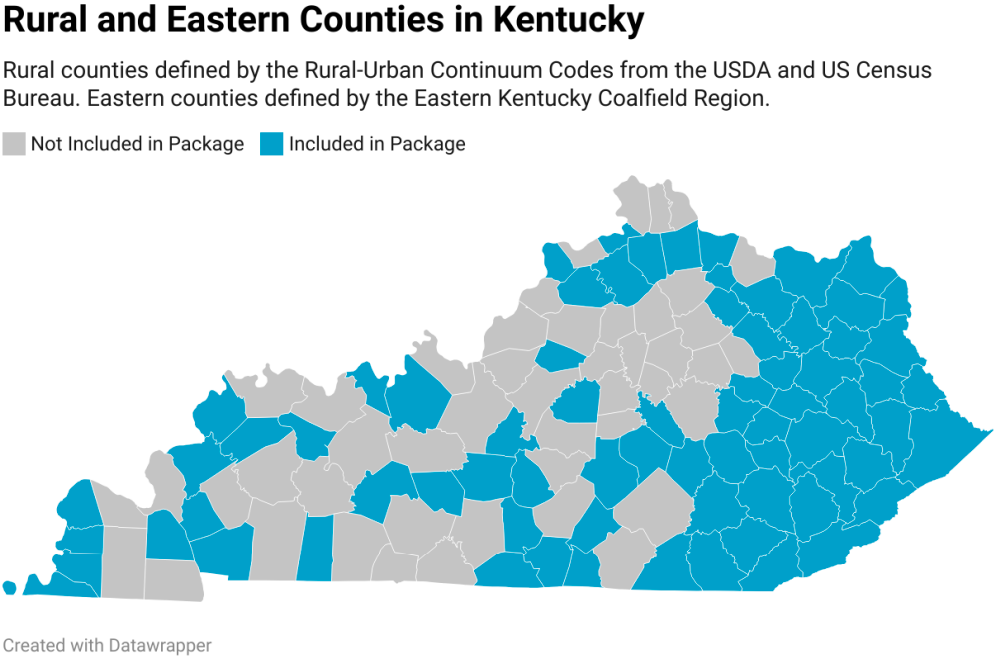 Rural and Eastern Counties in Kentucky
Rural counties defined by the Rural-Urban Continuum Codes from the USDA and US Census
Bureau. Eastern counties defined by the Eastern Kentucky Coalfield Region.
Not Included in Package Included in Package
Created with Datawrapper